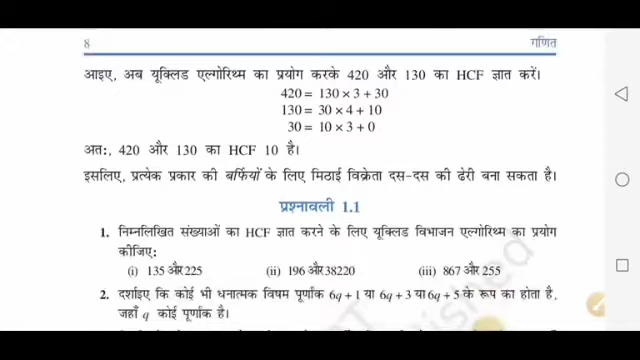 8 गणित
आइए, अब यूक्लिड एल्गोरिथ्म का प्रयोग करके 420 और 130 का HCF ज्ञात करें।
420 = 130 × 3 + 30
130 = 30 × 4 + 10
30 = 10 × 3 + 0
अतः, 420 और 130 का HCF 10 है।
इसलिए, प्रत्येक प्रकार की बर्फियों के लिए मिठाई विक्रेता दस-दस की ढेरी बना सकता है।
प्रश्नावली 1.1
1. निम्नलिखित संख्याओं का HCF ज्ञात करने के लिए यूक्लिड विभाजन एल्गोरिथ्म का प्रयोग
कीजिए:
(i) 135 और 225 (ii) 196 और 38220 (iii) 867 और 255
2. दर्शाइए कि कोई भी धनात्मक विषम पूर्णांक 6q + 1 या 6q + 3 या 6q + 5 के रूप का होता है,
जहाँ q कोई पूर्णांक है।